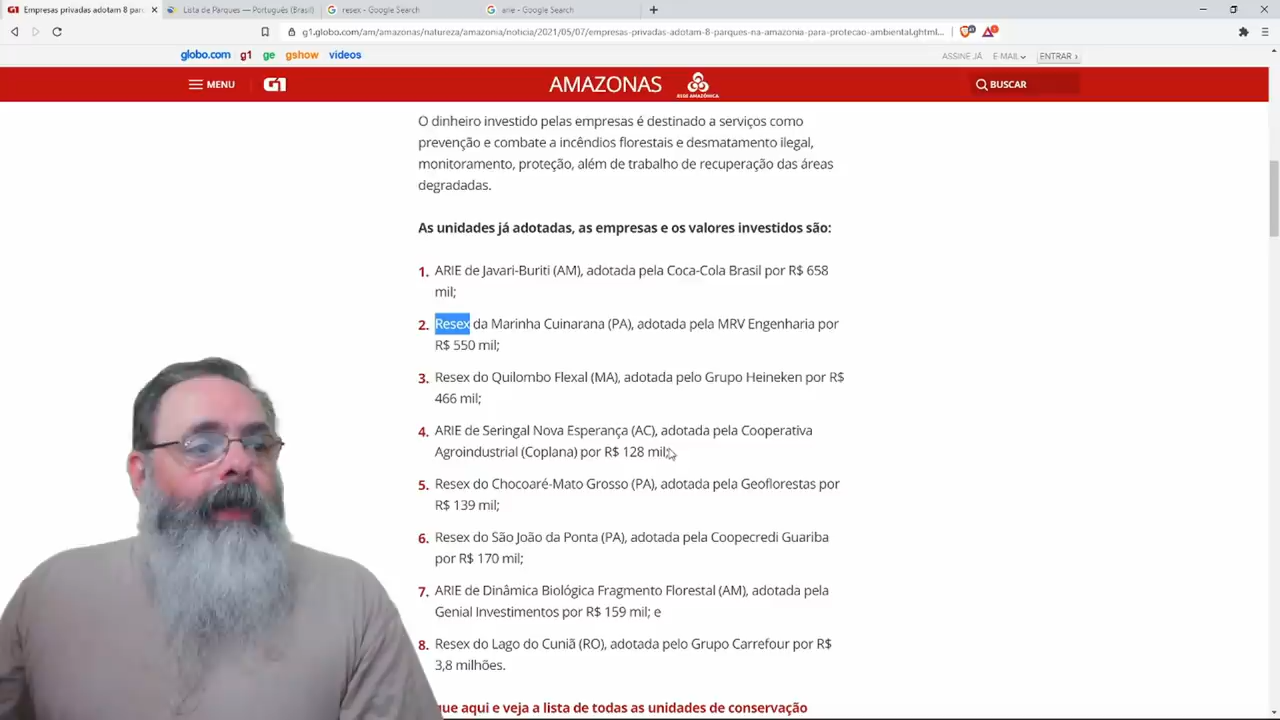 G1 Empresas privadas adotam 8 par
Lista de Parques — Português (Brasil)
resex - Google Search
arie - Google Search
g1.globo.com/am/amazonas/natureza/amazonia/noticia/2021/05/07/empresas-privadas-adotam-8-parques-na-amazonia-para-protecao-ambiental.ghtml...
globo.com g1 ge gshow vídeos
ASSINE JÁ E-MAIL ENTRAR ›
MENU G1 AMAZONAS BUSCAR
REDE AMAZÔNICA
O dinheiro investido pelas empresas é destinado a serviços como
prevenção e combate a incêndios florestais e desmatamento ilegal,
monitoramento, proteção, além de trabalho de recuperação das áreas
degradadas.
As unidades já adotadas, as empresas e os valores investidos são:
1. ARIE de Javari-Buriti (AM), adotada pela Coca-Cola Brasil por R$ 658
mil;
2. Resex da Marinha Cuinarana (PA), adotada pela MRV Engenharia por
R$ 550 mil;
3. Resex do Quilombo Flexal (MA), adotada pelo Grupo Heineken por R$
466 mil;
4. ARIE de Seringal Nova Esperança (AC), adotada pela Cooperativa
Agroindustrial (Coplana) por R$ 128 mil;
5. Resex do Chocoaré-Mato Grosso (PA), adotada pela Geoflorestas por
R$ 139 mil;
6. Resex do São João da Ponta (PA), adotada pela Coopecredi Guariba
por R$ 170 mil;
7. ARIE de Dinâmica Biológica Fragmento Florestal (AM), adotada pela
Genial Investimentos por R$ 159 mil; e
8. Resex do Lago do Cuniã (RO), adotada pelo Grupo Carrefour por R$
3,8 milhões.
que aqui e veja a lista de todas as unidades de conservação